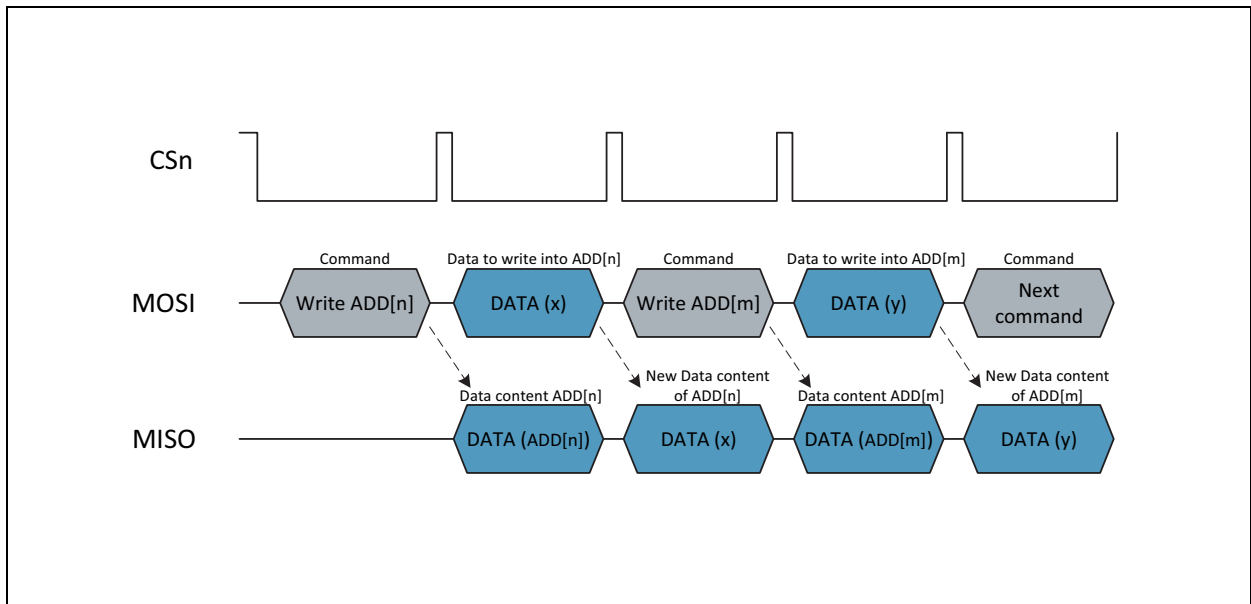 CSn
Command
Data to write into ADD[n]
Command
Data to write into ADD[m]
Command
MOSI
Write ADD[n]
DATA (x)
Write ADD[m]
DATA (y)
Next
command
Data content ADD[n]
New Data content
of ADD[n]
Data content ADD[m]
New Data content
of ADD[m]
MISO
DATA (ADD[n])
DATA (x)
DATA (ADD[m])
DATA (y)